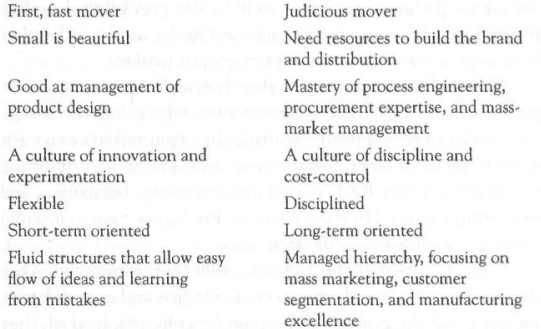 First, fast mover
Judicious mover
Small is beautiful
Need resources to build the brand
and distribution
Good at management of
product design
Mastery of process engineering,
procurement expertise, and mass-
market management
A culture of innovation and
experimentation
A culture of discipline and
cost-control
Flexible
Disciplined
Short-term oriented
Long-term oriented
Fluid structures that allow easy
flow of ideas and learning
from mistakes
Managed hierarchy, focusing on
mass marketing, customer
segmentation, and manufacturing
excellence